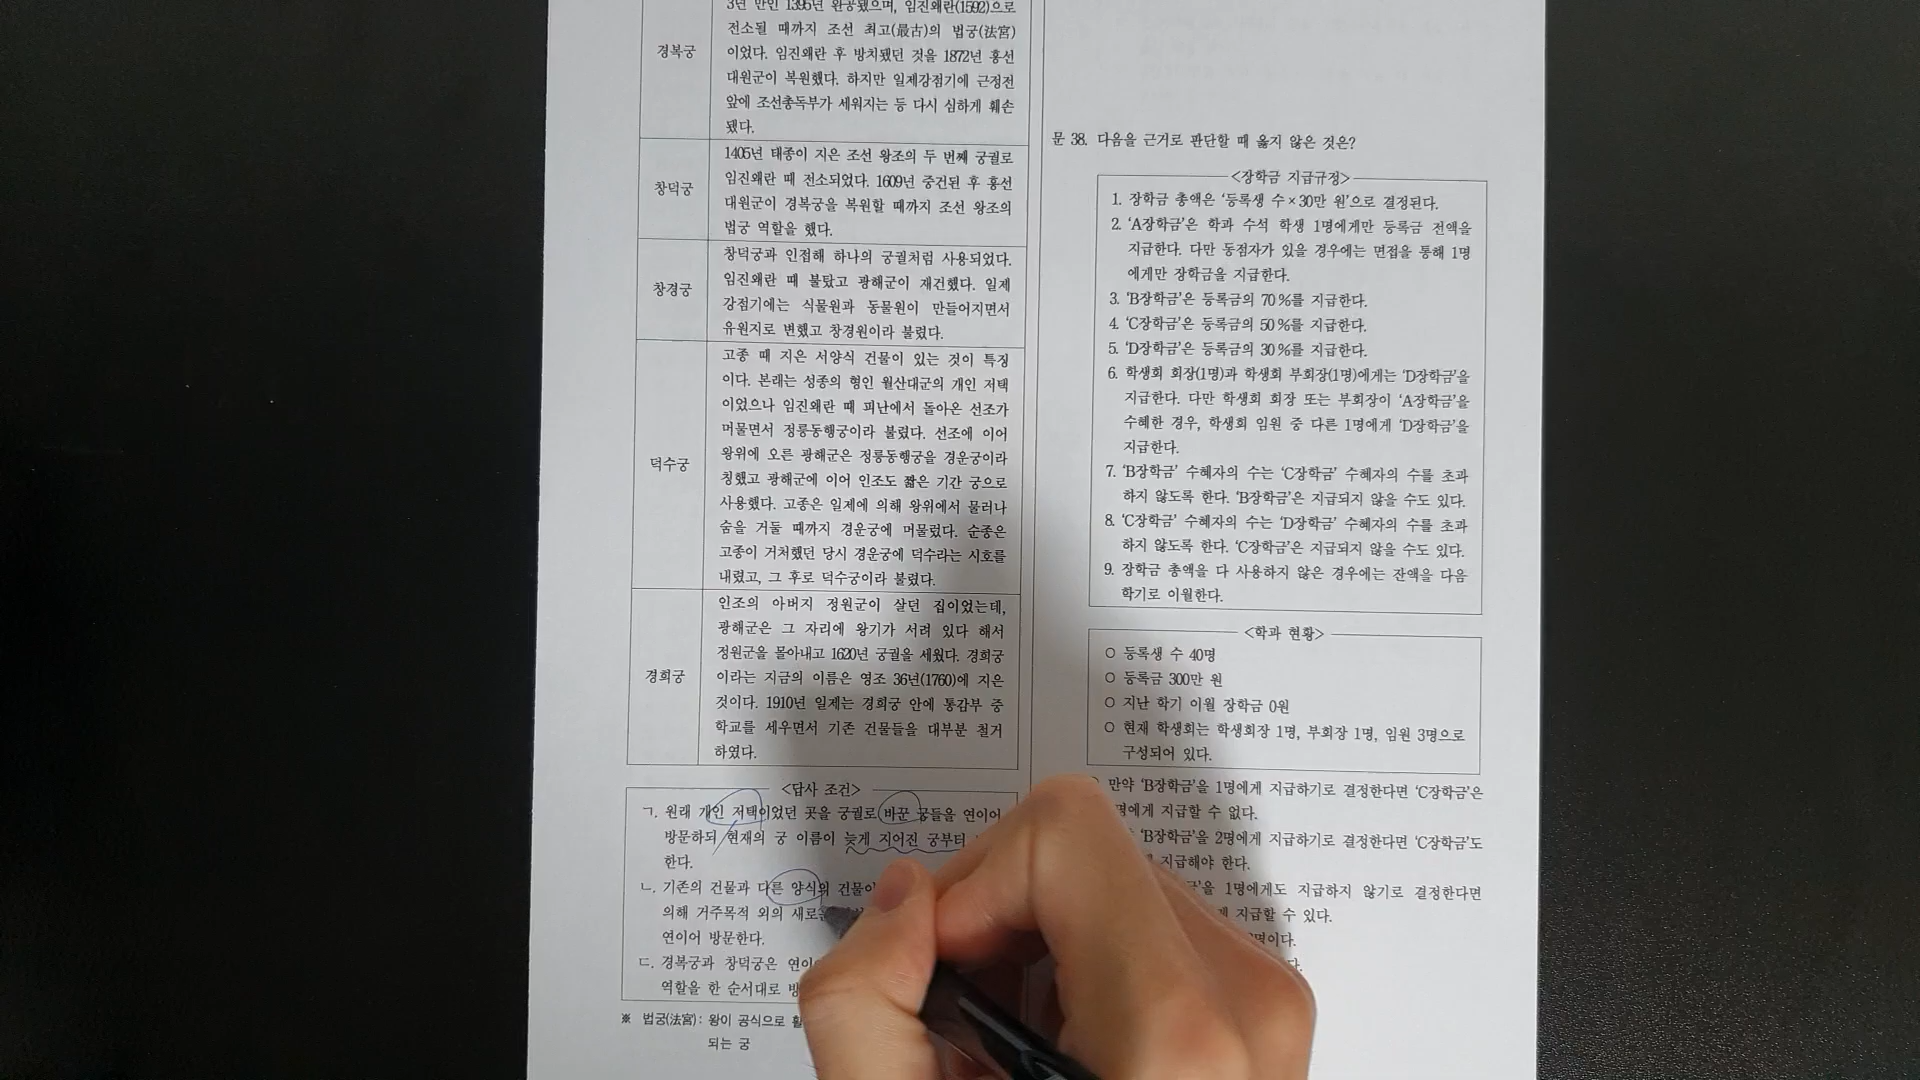 3년 만인 1395년 완공됐으며, 임진왜란(1592)으로
전소될 때까지 조선 최고(最古)의 법궁(法宮)
경복궁
이었다. 임진왜란 후 방치됐던 것을 1872년 흥선
대원군이 복원했다. 하지만 일제강점기에 근정전
앞에 조선총독부가 세워지는 등 다시 심하게 훼손
됐다.
창덕궁
1405년 태종이 지은 조선 왕조의 두 번째 궁궐로
임진왜란 때 전소되었다. 1609년 중건된 후 흥선
대원군이 경복궁을 복원할 때까지 조선 왕조의
법궁 역할을 했다.
창경궁
창덕궁과 인접해 하나의 궁궐처럼 사용되었다.
임진왜란 때 불탔고 광해군이 재건했다. 일제
강점기에는 식물원과 동물원이 만들어지면서
유원지로 변했고 창경원이라 불렸다.
덕수궁
고종 때 지은 서양식 건물이 있는 것이 특징
이다. 본래는 성종의 형인 월산대군의 개인 저택
이었으나 임진왜란 때 피난에서 돌아온 선조가
머물면서 정릉동행궁이라 불렸다. 선조에 이어
왕위에 오른 광해군은 정릉동행궁을 경운궁이라
칭했고 광해군에 이어 인조도 짧은 기간 궁으로
사용했다. 고종은 일제에 의해 왕위에서 물러나
숨을 거둘 때까지 경운궁에 머물렀다. 순종은
고종이 거처했던 당시 경운궁에 덕수라는 시호를
내렸고, 그 후로 덕수궁이라 불렸다.
경희궁
인조의 아버지 정원군이 살던 집이었는데,
광해군은 그 자리에 왕기가 서려 있다 해서
정원군을 몰아내고 1620년 궁궐을 세웠다. 경희궁
이라는 지금의 이름은 영조 36년(1760)에 지은
것이다. 1910년 일제는 경희궁 안에 통감부 중
학교를 세우면서 기존 건물들을 대부분 철거
하였다.
<답사 조건>
ㄱ. 원래 개인 저택이었던 곳을 궁궐로 바꾼 궁들을 연이어
방문하되 현재의 궁 이름이 늦게 지어진 궁부터
한다.
ㄴ. 기존의 건물과 다른 양식의 건물이
의해 거주목적 외의
연이어 방문한다.
ㄷ. 경복궁과 창덕궁은
역할을 한 순서대로
※ 법궁(法宮): 왕이 공식으로
되는 궁
문 38. 다음을 근거로 판단할 때 옳지 않은 것은?
<장학금 지급규정>
1. 장학금 총액은 ‘등록생 수×30만 원’으로 결정된다.
2. ‘A장학금’은 학과 수석 학생 1명에게만 등록금 전액을
지급한다. 다만 동점자가 있을 경우에는 면접을 통해 1명
에게만 장학금을 지급한다.
3. ‘B장학금’은 등록금의 70%를 지급한다.
4. ‘C장학금’은 등록금의 50%를 지급한다.
5. ‘D장학금’은 등록금의 30%를 지급한다.
6. 학생회 회장(1명)과 학생회 부회장(1명)에게는 ‘D장학금’을
지급한다. 다만 학생회 회장 또는 부회장이 ‘A장학금’을
수혜한 경우, 학생회 임원 중 다른 1명에게 ‘D장학금’을
지급한다.
7. ‘B장학금’ 수혜자의 수는 ‘C장학금’ 수혜자의 수를 초과
하지 않도록 한다. ‘B장학금’은 지급되지 않을 수도 있다.
8. ‘C장학금’ 수혜자의 수는 ‘D장학금’ 수혜자의 수를 초과
하지 않도록 한다. ‘C장학금’은 지급되지 않을 수도 있다.
9. 장학금 총액을 다 사용하지 않은 경우에는 잔액을 다음
학기로 이월한다.
<학과 현황>
○ 등록생 수 40명
○ 등록금 300만 원
○ 지난 학기 이월 장학금 0원
○ 현재 학생회는 학생회장 1명, 부회장 1명, 임원 3명으로
구성되어 있다.
만약 ‘B장학금’을 1명에게 지급하기로 결정한다면 ‘C장학금’은
명에게 지급할 수 없다.
‘B장학금’을 2명에게 지급하기로 결정한다면 ‘C장학금’도
지급해야 한다.
을 1명에게도 지급하지 않기로 결정한다면
지급할 수 있다.
명이다.
다.